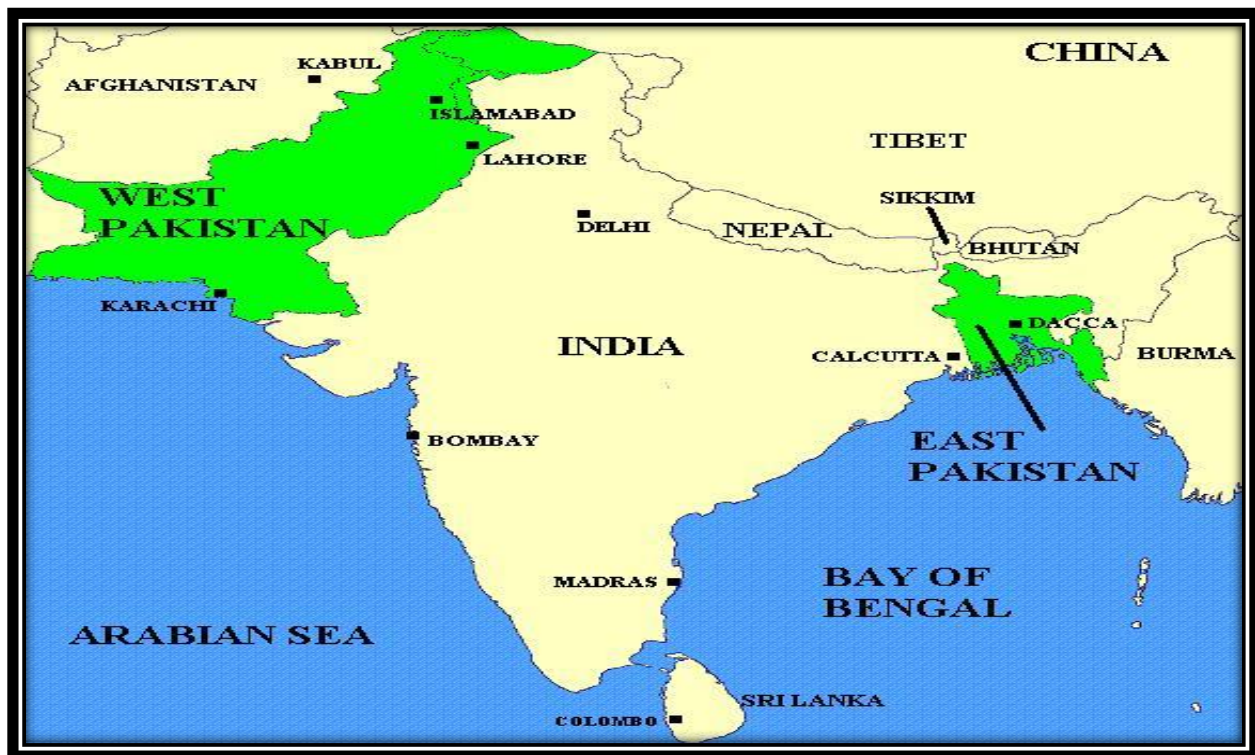 CHINA
KABUL
AFGHANISTAN
ISLAMABAD
TIBET
LAHORE
WEST
PAKISTAN
SIKKIM
DELHI
NEPAL
BHUTAN
KARACHI
DACCA
INDIA
CALCUTTA
BURMA
BOMBAY
EAST
PAKISTAN
MADRAS
BAY OF
BENGAL
ARABIAN SEA
SRI LANKA
COLOMBO